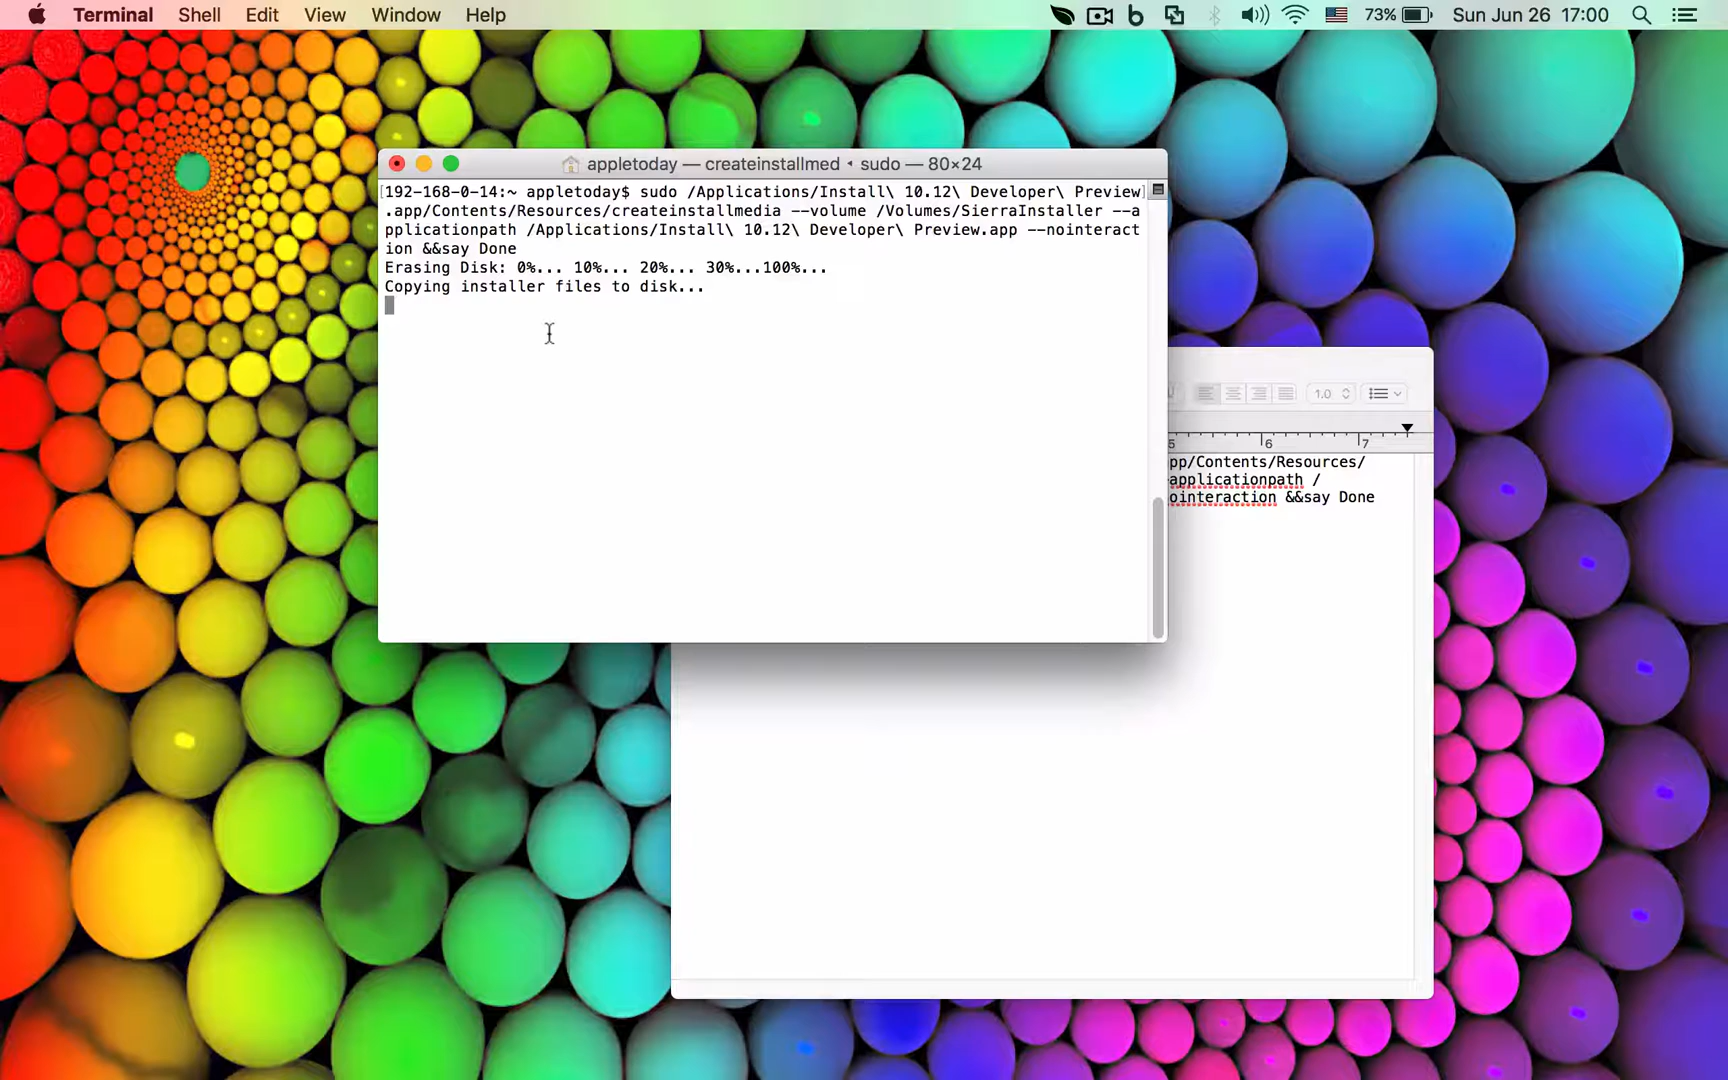 Terminal Shell Edit View Window Help 73% Sun Jun 26 17:00
appletoday — createinstallmed • sudo — 80×24
[192-168-0-14:~ appletoday$ sudo /Applications/Install\ 10.12\ Developer\ Preview]
.app/Contents/Resources/createinstallmedia --volume /Volumes/SierraInstaller --a
pplicationpath /Applications/Install\ 10.12\ Developer\ Preview.app --nointeract
ion &&say Done
Erasing Disk: 0%... 10%... 20%... 30%...100%...
Copying installer files to disk...
1.0
5 6 7
pp/Contents/Resources/
applicationpath /
ointeraction &&say Done